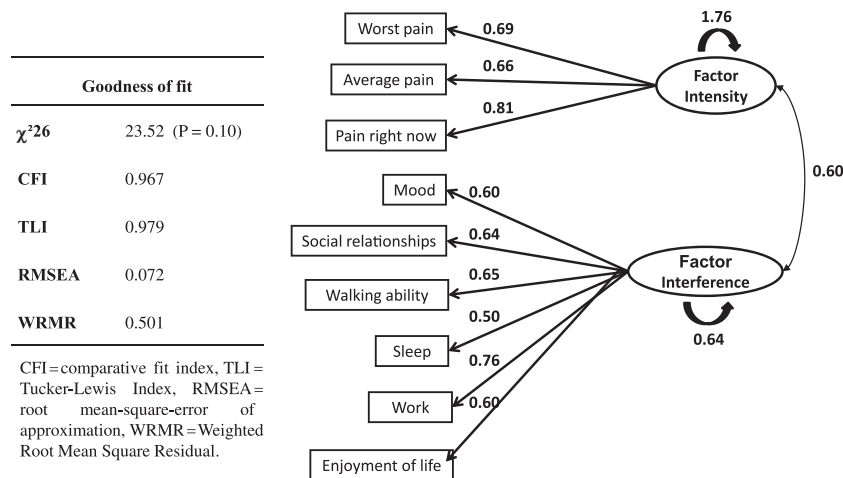 Goodness of fit
χ²26 23.52 (P = 0.10)
CFI 0.967
TLI 0.979
RMSEA 0.072
WRMR 0.501
CFI = comparative fit index, TLI =
Tucker-Lewis Index, RMSEA =
root mean-square-error of
approximation, WRMR = Weighted
Root Mean Square Residual.
Worst pain
0.69
Average pain
0.66
Pain right now
0.81
1.76
Factor
Intensity
0.60
Mood
0.60
Social relationships
0.64
Walking ability
0.65
Sleep
0.50
Work
0.76
Enjoyment of life
0.60
Factor
Interference
0.64